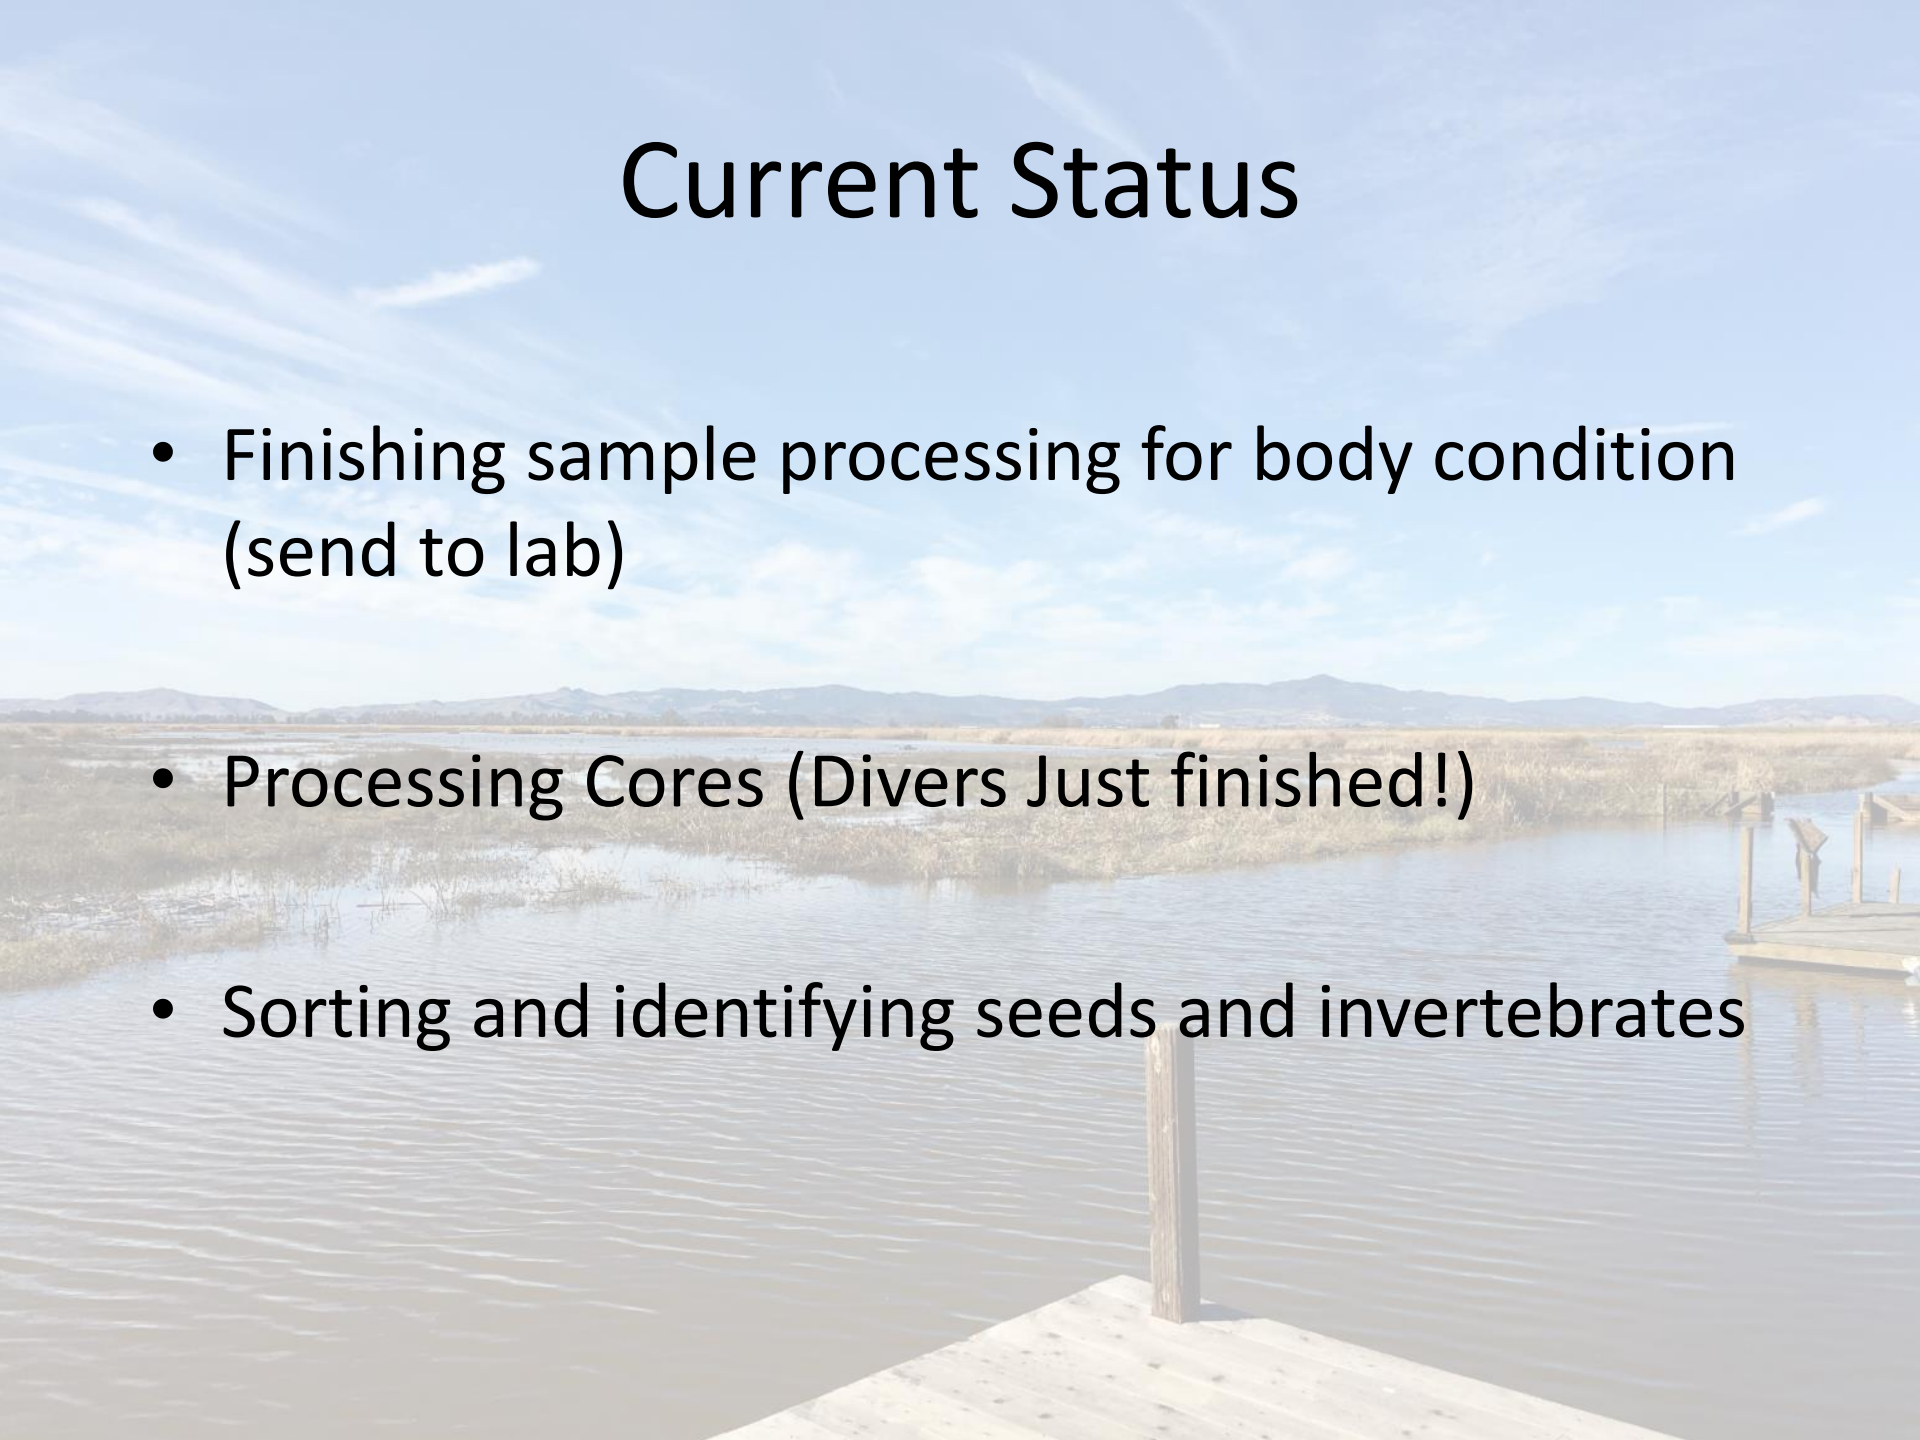 Current Status
• Finishing sample processing for body condition
(send to lab)
• Processing Cores (Divers Just finished!)
• Sorting and identifying seeds and invertebrates